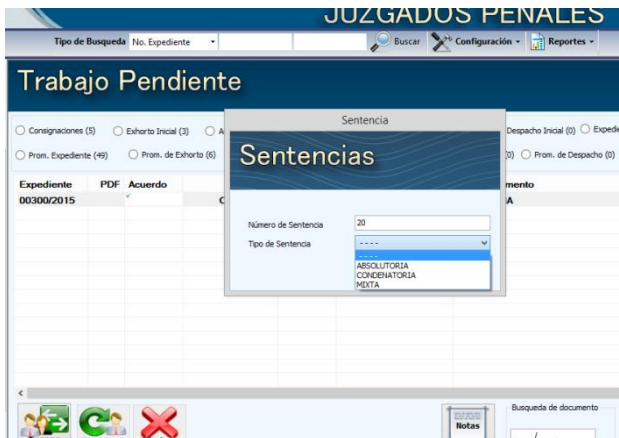 JUZGADOS PENALES
Tipo de Busqueda No. Expediente Buscar Configuración Reportes
Trabajo Pendiente
Sentencia
Consignaciones (5) Exhorto Inicial (3) A Despacho Inicial (0) Expedie
Prom. Expediente (49) Prom. de Exhorto (6) (0) Prom. de Despacho (0)
Sentencias
Expediente PDF Acuerdo mento
00300/2015 C A
Número de Sentencia 20
Tipo de Sentencia - - - -
- - - -
ABSOLUTORIA
CONDENATORIA
MIXTA
Notas
Busqueda de documento
/